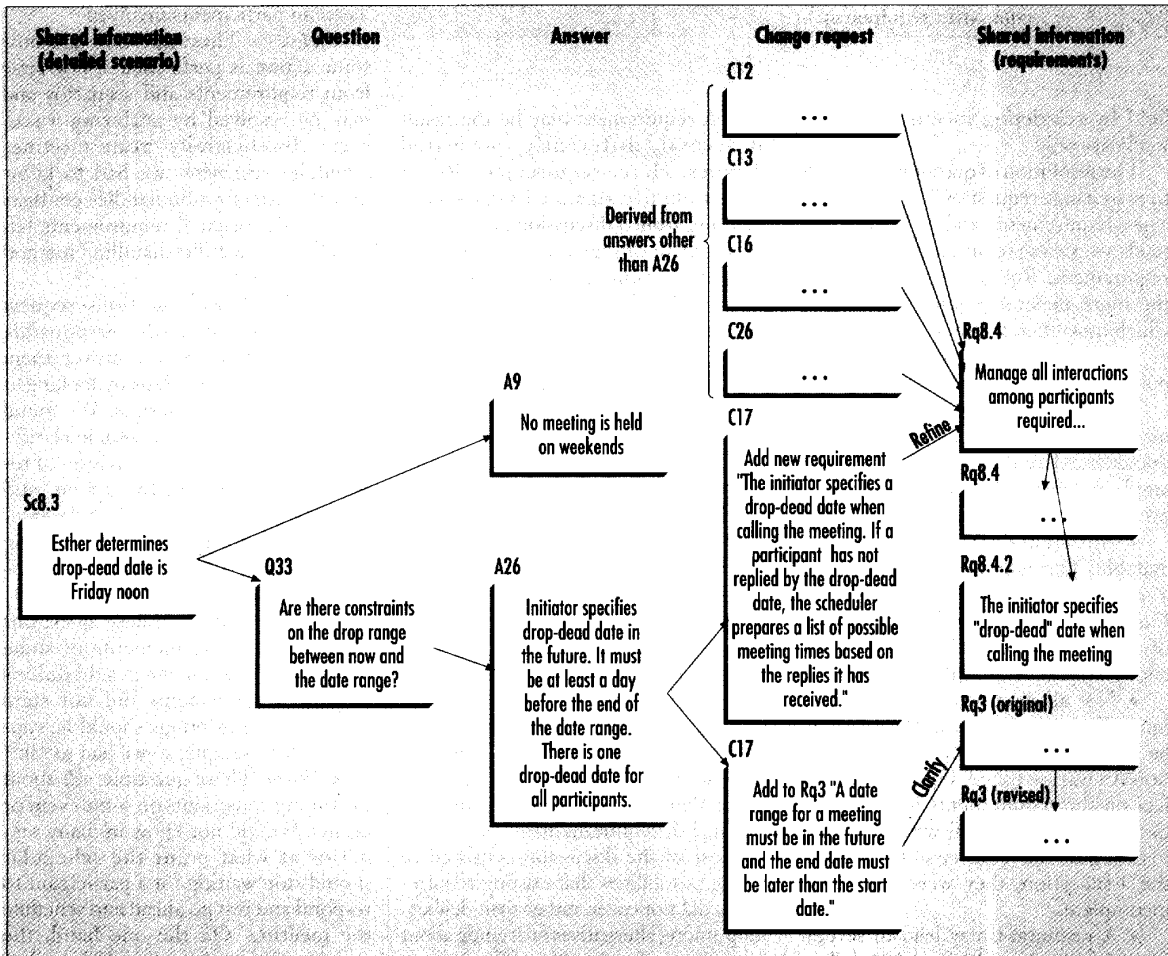 Shared information
(detailed scenario)
Question
Answer
Change request
Shared information
(requirements)
C12
...
C13
...
C16
...
C26
...
Derived from
answers other
than A26
Rq8.4
Manage all interactions
among participants
required...
A9
No meeting is held
on weekends
C17
Add new requirement
"The initiator specifies a
drop-dead date when
calling the meeting. If a
participant has not
replied by the drop-dead
date, the scheduler
prepares a list of possible
meeting times based on
the replies it has
received."
Refine
Rq8.4
...
Sc8.3
Esther determines
drop-dead date is
Friday noon
Q33
Are there constraints
on the drop range
between now and
the date range?
A26
Initiator specifies
drop-dead date in
the future. It must
be at least a day
before the end of
the date range.
There is one
drop-dead date for
all participants.
Rq8.4.2
The initiator specifies
"drop-dead" date when
calling the meeting
C17
Add to Rq3 "A date
range for a meeting
must be in the future
and the end date must
be later than the start
date."
Clarify
Rq3 (original)
...
Rq3 (revised)
...